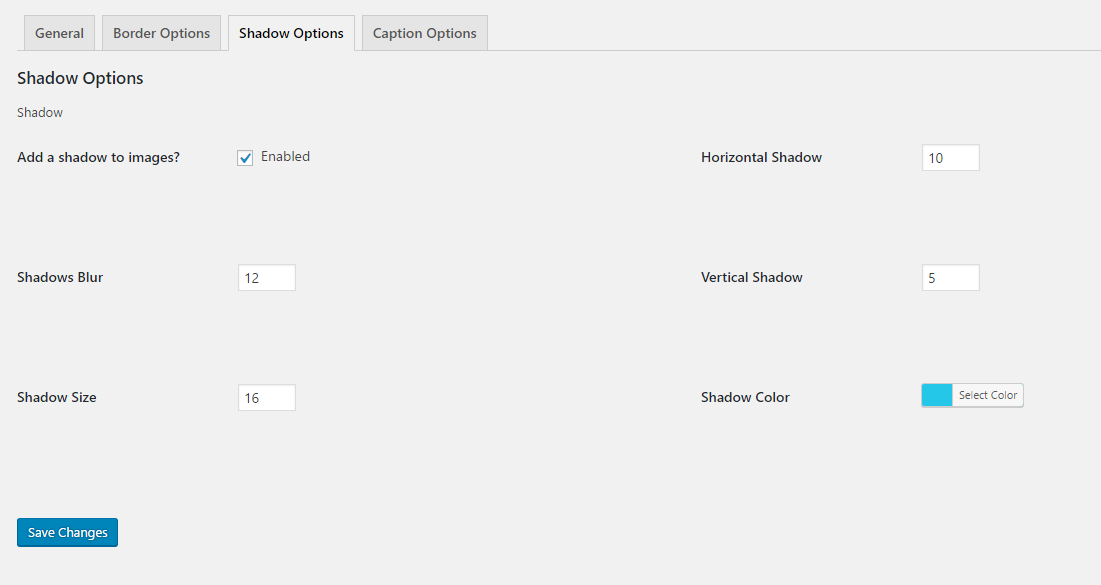 General Border Options Shadow Options Caption Options
Shadow Options
Shadow
Add a shadow to images? Enabled Horizontal Shadow 10
Shadows Blur 12 Vertical Shadow 5
Shadow Size 16 Shadow Color Select Color
Save Changes